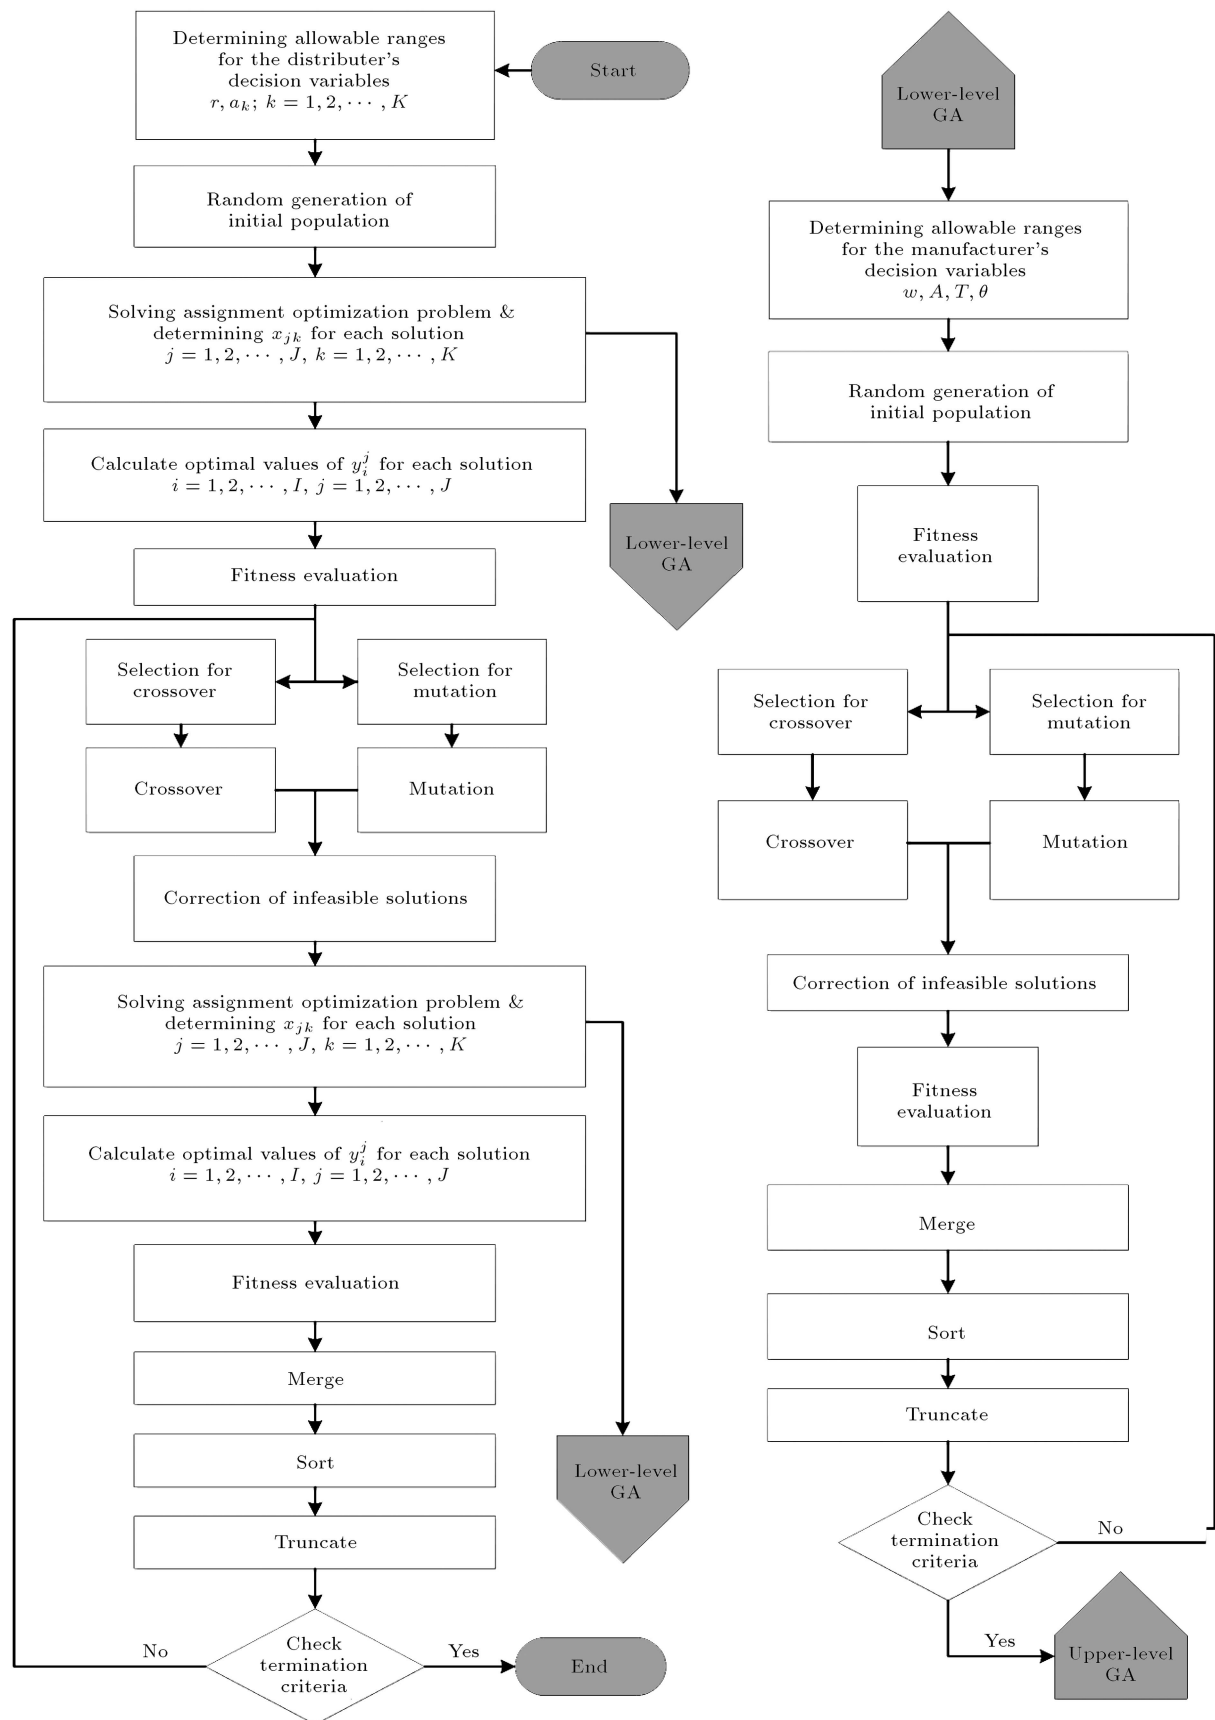 Determining allowable ranges
for the distributer's
decision variables
r, a_k; k = 1, 2, ⋯ , K
Start
Random generation of
initial population
Solving assignment optimization problem &
determining x_{jk} for each solution
j = 1, 2, ⋯ , J, k = 1, 2, ⋯ , K
Calculate optimal values of y_i^j for each solution
i = 1, 2, ⋯ , I, j = 1, 2, ⋯ , J
Lower-level
GA
Fitness evaluation
Selection for
crossover
Selection for
mutation
Crossover
Mutation
Correction of infeasible solutions
Solving assignment optimization problem &
determining x_{jk} for each solution
j = 1, 2, ⋯ , J, k = 1, 2, ⋯ , K
Calculate optimal values of y_i^j for each solution
i = 1, 2, ⋯ , I, j = 1, 2, ⋯ , J
Fitness evaluation
Merge
Sort
Lower-level
GA
Truncate
Check
termination
criteria
No
Yes
End
Lower-level
GA
Determining allowable ranges
for the manufacturer's
decision variables
w, A, T, θ
Random generation of
initial population
Fitness
evaluation
Selection for
crossover
Selection for
mutation
Crossover
Mutation
Correction of infeasible solutions
Fitness
evaluation
Merge
Sort
Truncate
Check
termination
criteria
No
Yes
Upper-level
GA